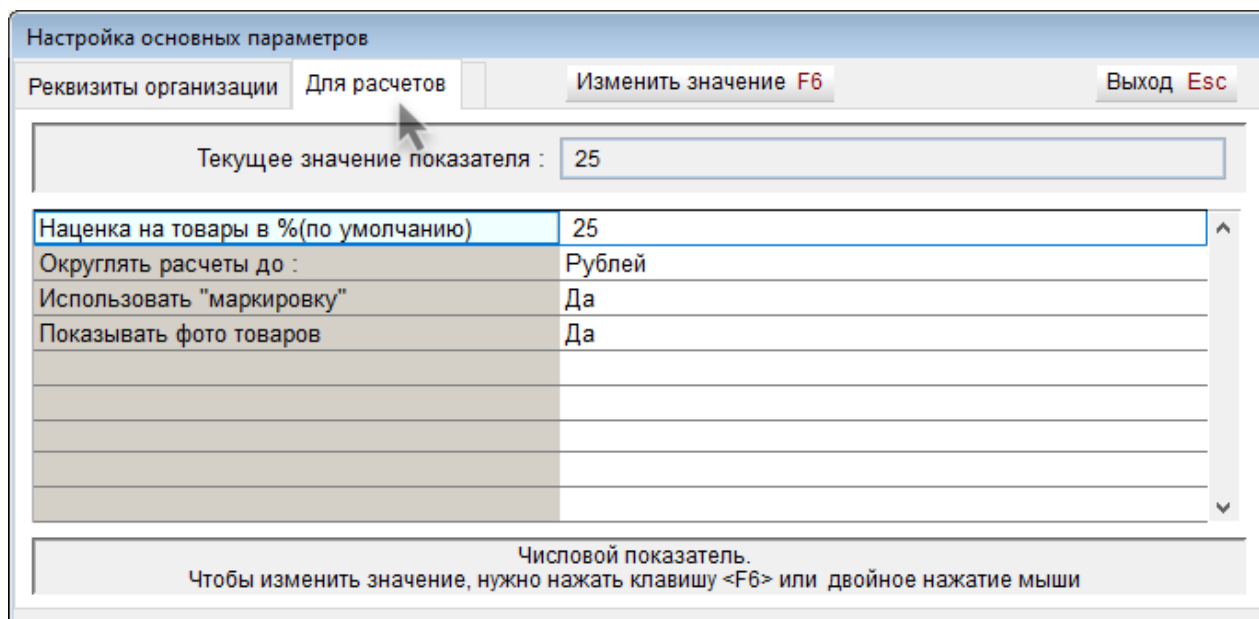 Настройка основных параметров
Реквизиты организации Для расчетов Изменить значение F6 Выход Esc
Текущее значение показателя : 25
Наценка на товары в %(по умолчанию) 25
Округлять расчеты до : Рублей
Использовать "маркировку" Да
Показывать фото товаров Да
Числовой показатель.
Чтобы изменить значение, нужно нажать клавишу <F6> или двойное нажатие мыши